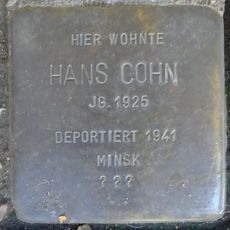 HIER WOHNTE
HANS COHN
JG. 1925
DEPORTIERT 1941
MINSK
? ? ?